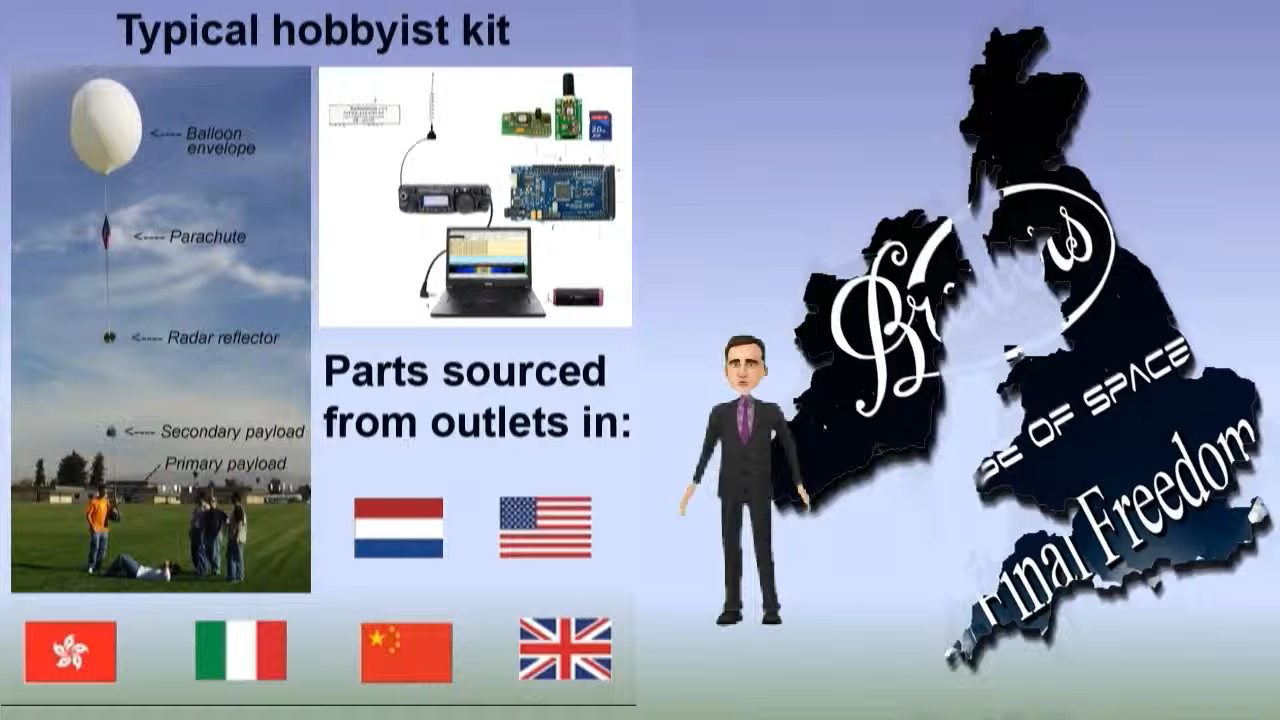 Typical hobbyist kit
<---- Balloon
envelope
<---- Parachute
<---- Radar reflector
<---- Secondary payload
Primary payload
Parts sourced
from outlets in:
OF SPACE
Final Freedom